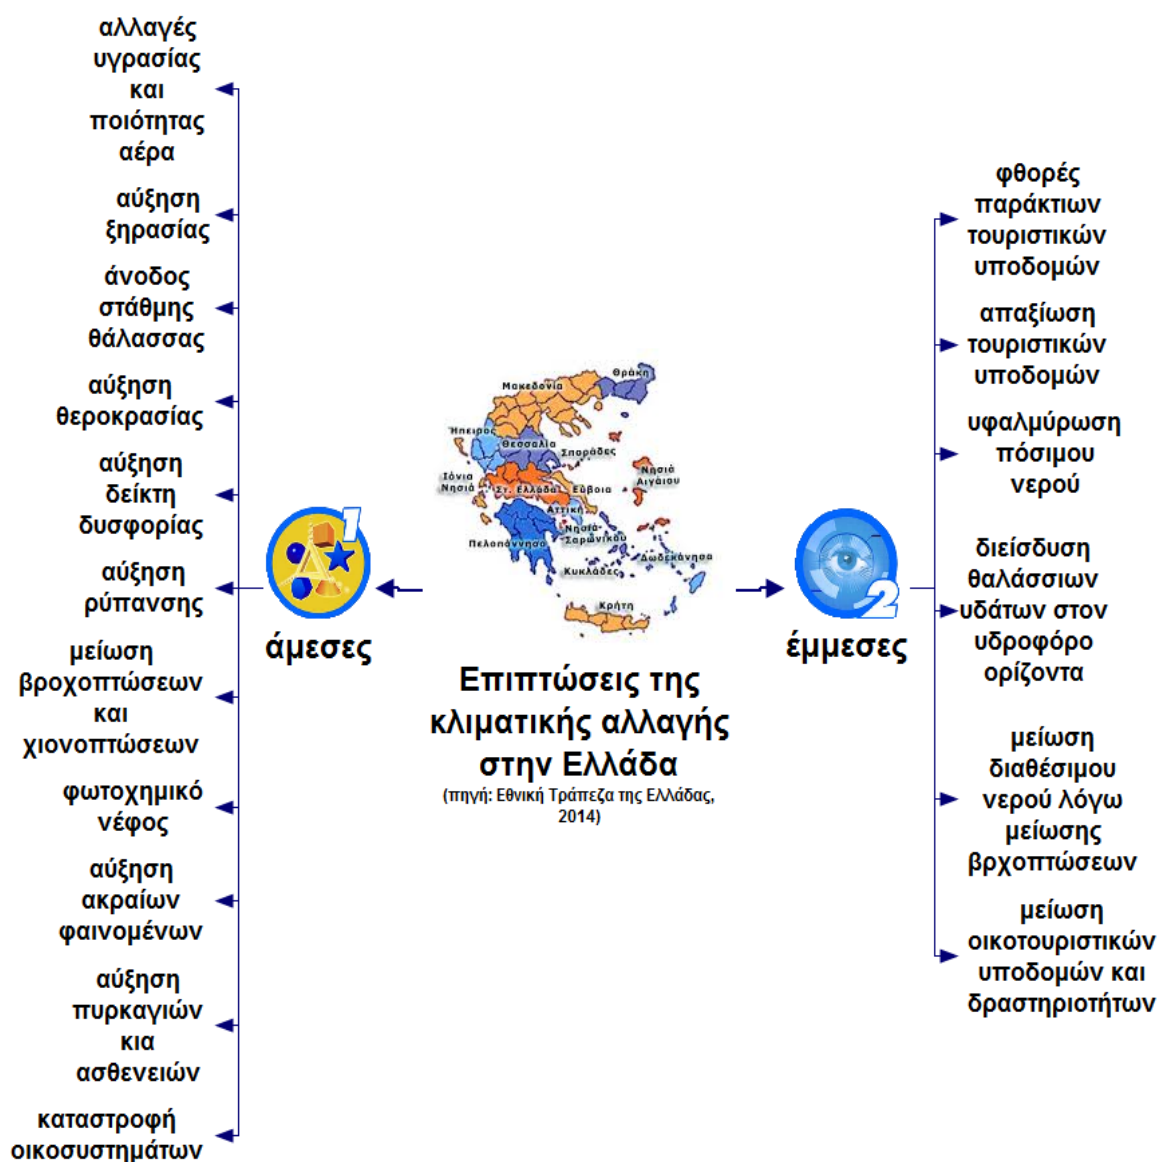 αλλαγές
υγρασίας
και
ποιότητας
αέρα
αύξηση
ξηρασίας
άνοδος
στάθμης
θάλασσας
αύξηση
θεροκρασίας
αύξηση
δείκτη
δυσφορίας
αύξηση
ρύπανσης
μείωση
βροχοπτώσεων
και
χιονοπτώσεων
φωτοχημικό
νέφος
αύξηση
ακραίων
φαινομένων
αύξηση
πυρκαγιών
κια
ασθενειών
καταστροφή
οικοσυστημάτων
1
άμεσες
Θράκη
Μακεδονία
Ήπειρος
Θεσσαλία
Σποράδες
Ιόνια
Νησιά
Νησιά
Αιγαίου
Στ. Ελλάδα
Εύβοια
Αττική
Νησιά
Σαρωνικού
Πελοπόννησο
Δωδεκάνησα
Κυκλάδες
Κρήτη
Επιπτώσεις της
κλιματικής αλλαγής
στην Ελλάδα
(πηγή: Εθνική Τράπεζα της Ελλάδας,
2014)
2
έμμεσες
φθορές
παράκτιων
τουριστικών
υποδομών
απαξίωση
τουριστικών
υποδομών
υφαλμύρωση
πόσιμου
νερού
διείσδυση
θαλάσσιων
υδάτων στον
υδροφόρο
ορίζοντα
μείωση
διαθέσιμου
νερού λόγω
μείωσης
βρχοπτώσεων
μείωση
οικοτουριστικών
υποδομών και
δραστηριοτήτων